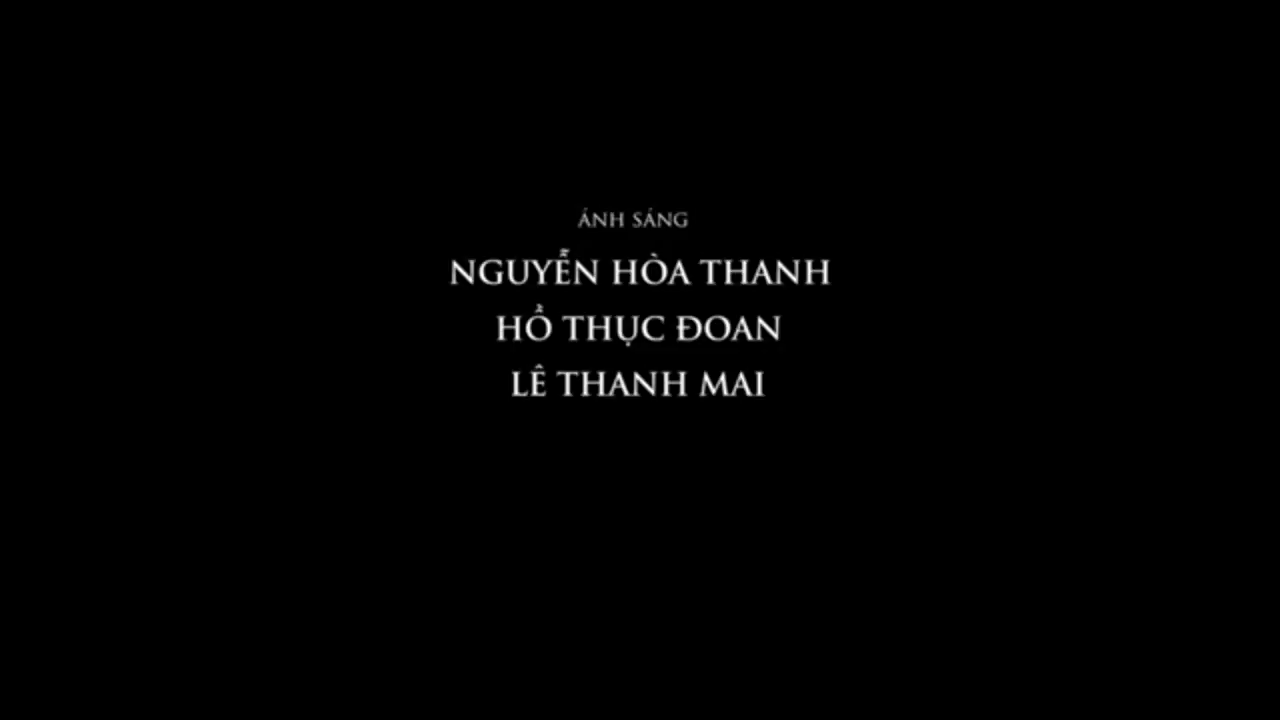 ÁNH SÁNG
NGUYỄN HÒA THANH
HỒ THỤC ĐOAN
LÊ THANH MAI